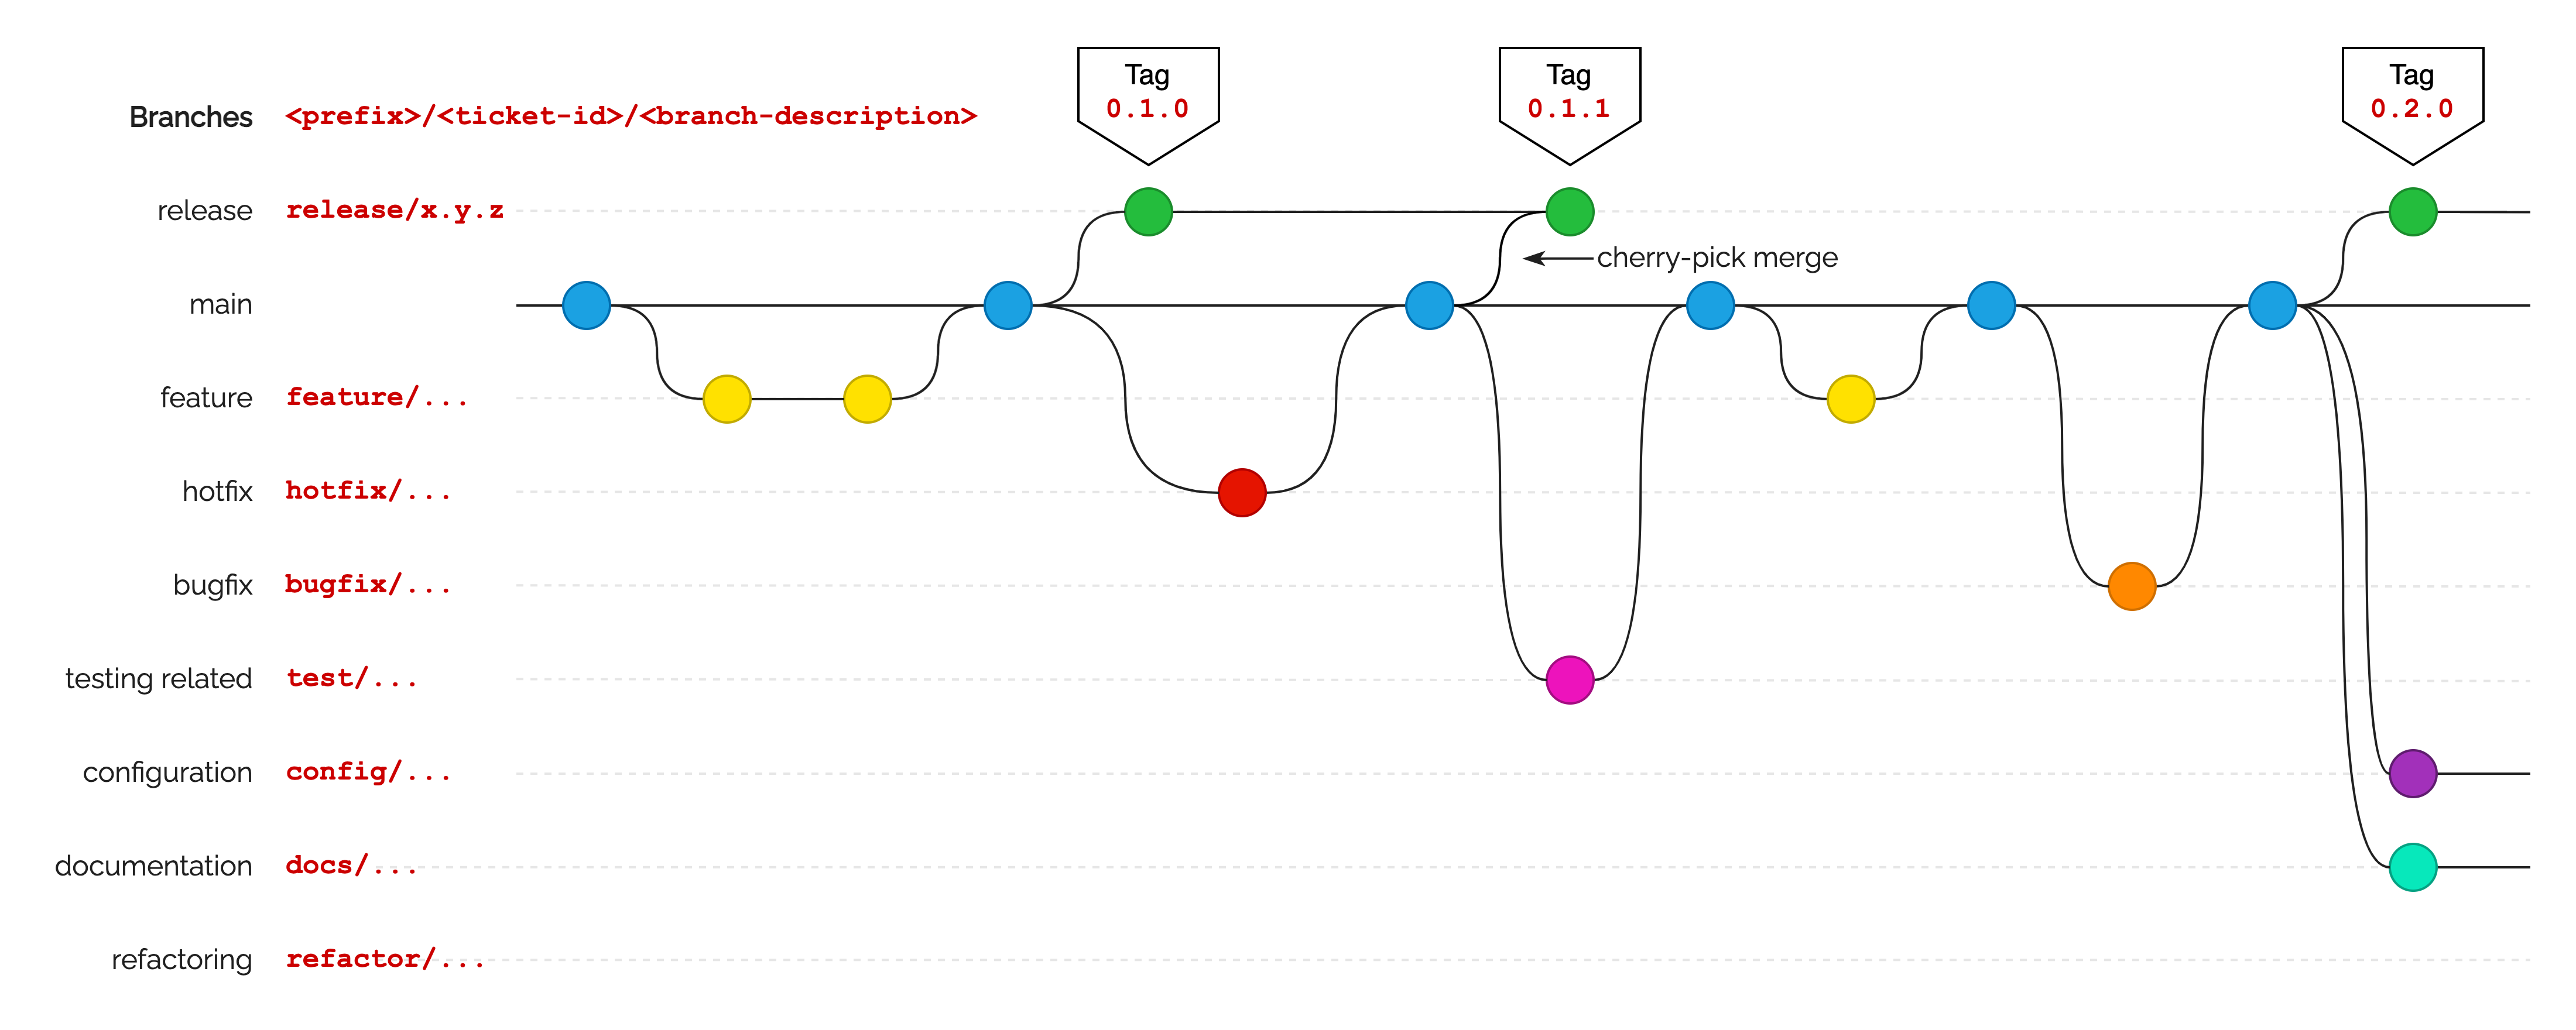 Tag
0.1.0
Tag
0.1.1
Tag
0.2.0
Branches <prefix>/<ticket-id>/<branch-description>
release release/x.y.z
cherry-pick merge
main
feature feature/...
hotfix hotfix/...
bugfix bugfix/...
testing related test/...
configuration config/...
documentation docs/...
refactoring refactor/...